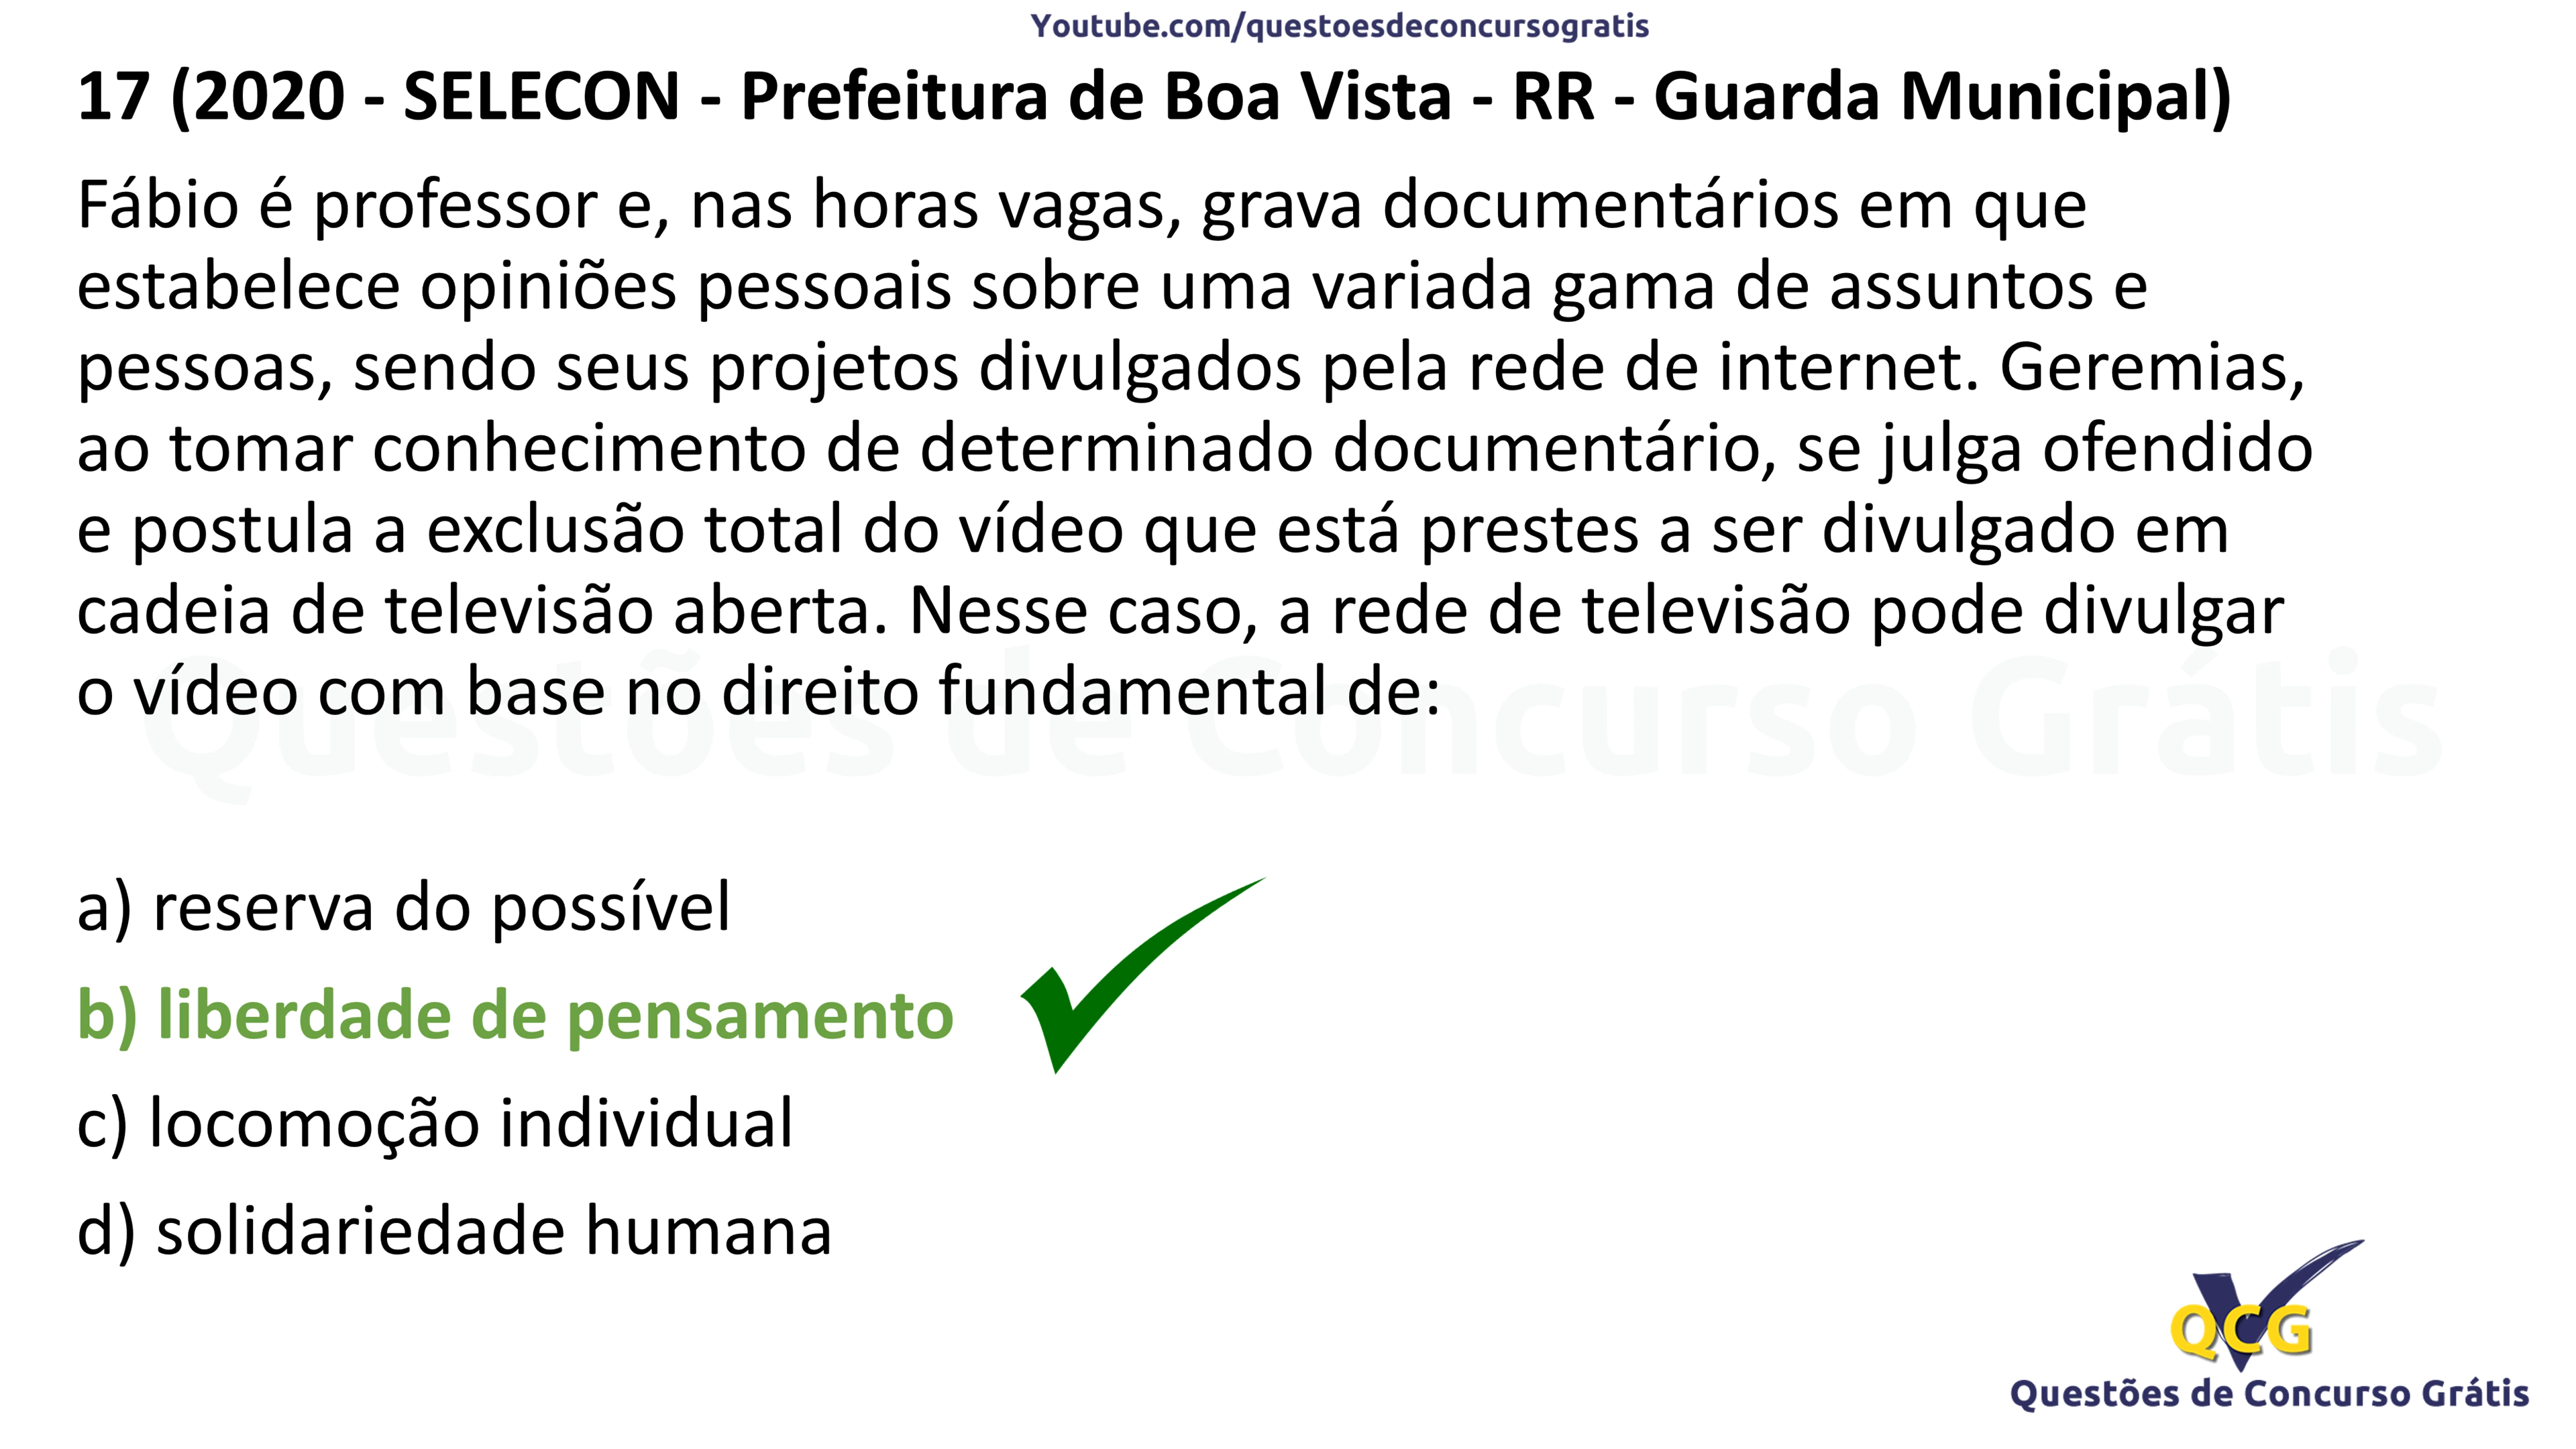 Youtube.com/questoesdeconcursogratis
17 (2020 - SELECON - Prefeitura de Boa Vista - RR - Guarda Municipal)
Fábio é professor e, nas horas vagas, grava documentários em que
estabelece opiniões pessoais sobre uma variada gama de assuntos e
pessoas, sendo seus projetos divulgados pela rede de internet. Geremias,
ao tomar conhecimento de determinado documentário, se julga ofendido
e postula a exclusão total do vídeo que está prestes a ser divulgado em
cadeia de televisão aberta. Nesse caso, a rede de televisão pode divulgar
o vídeo com base no direito fundamental de:
Questões de Concurso Grátis
a) reserva do possível
b) liberdade de pensamento
c) locomoção individual
d) solidariedade humana
QCG
Questões de Concurso Grátis